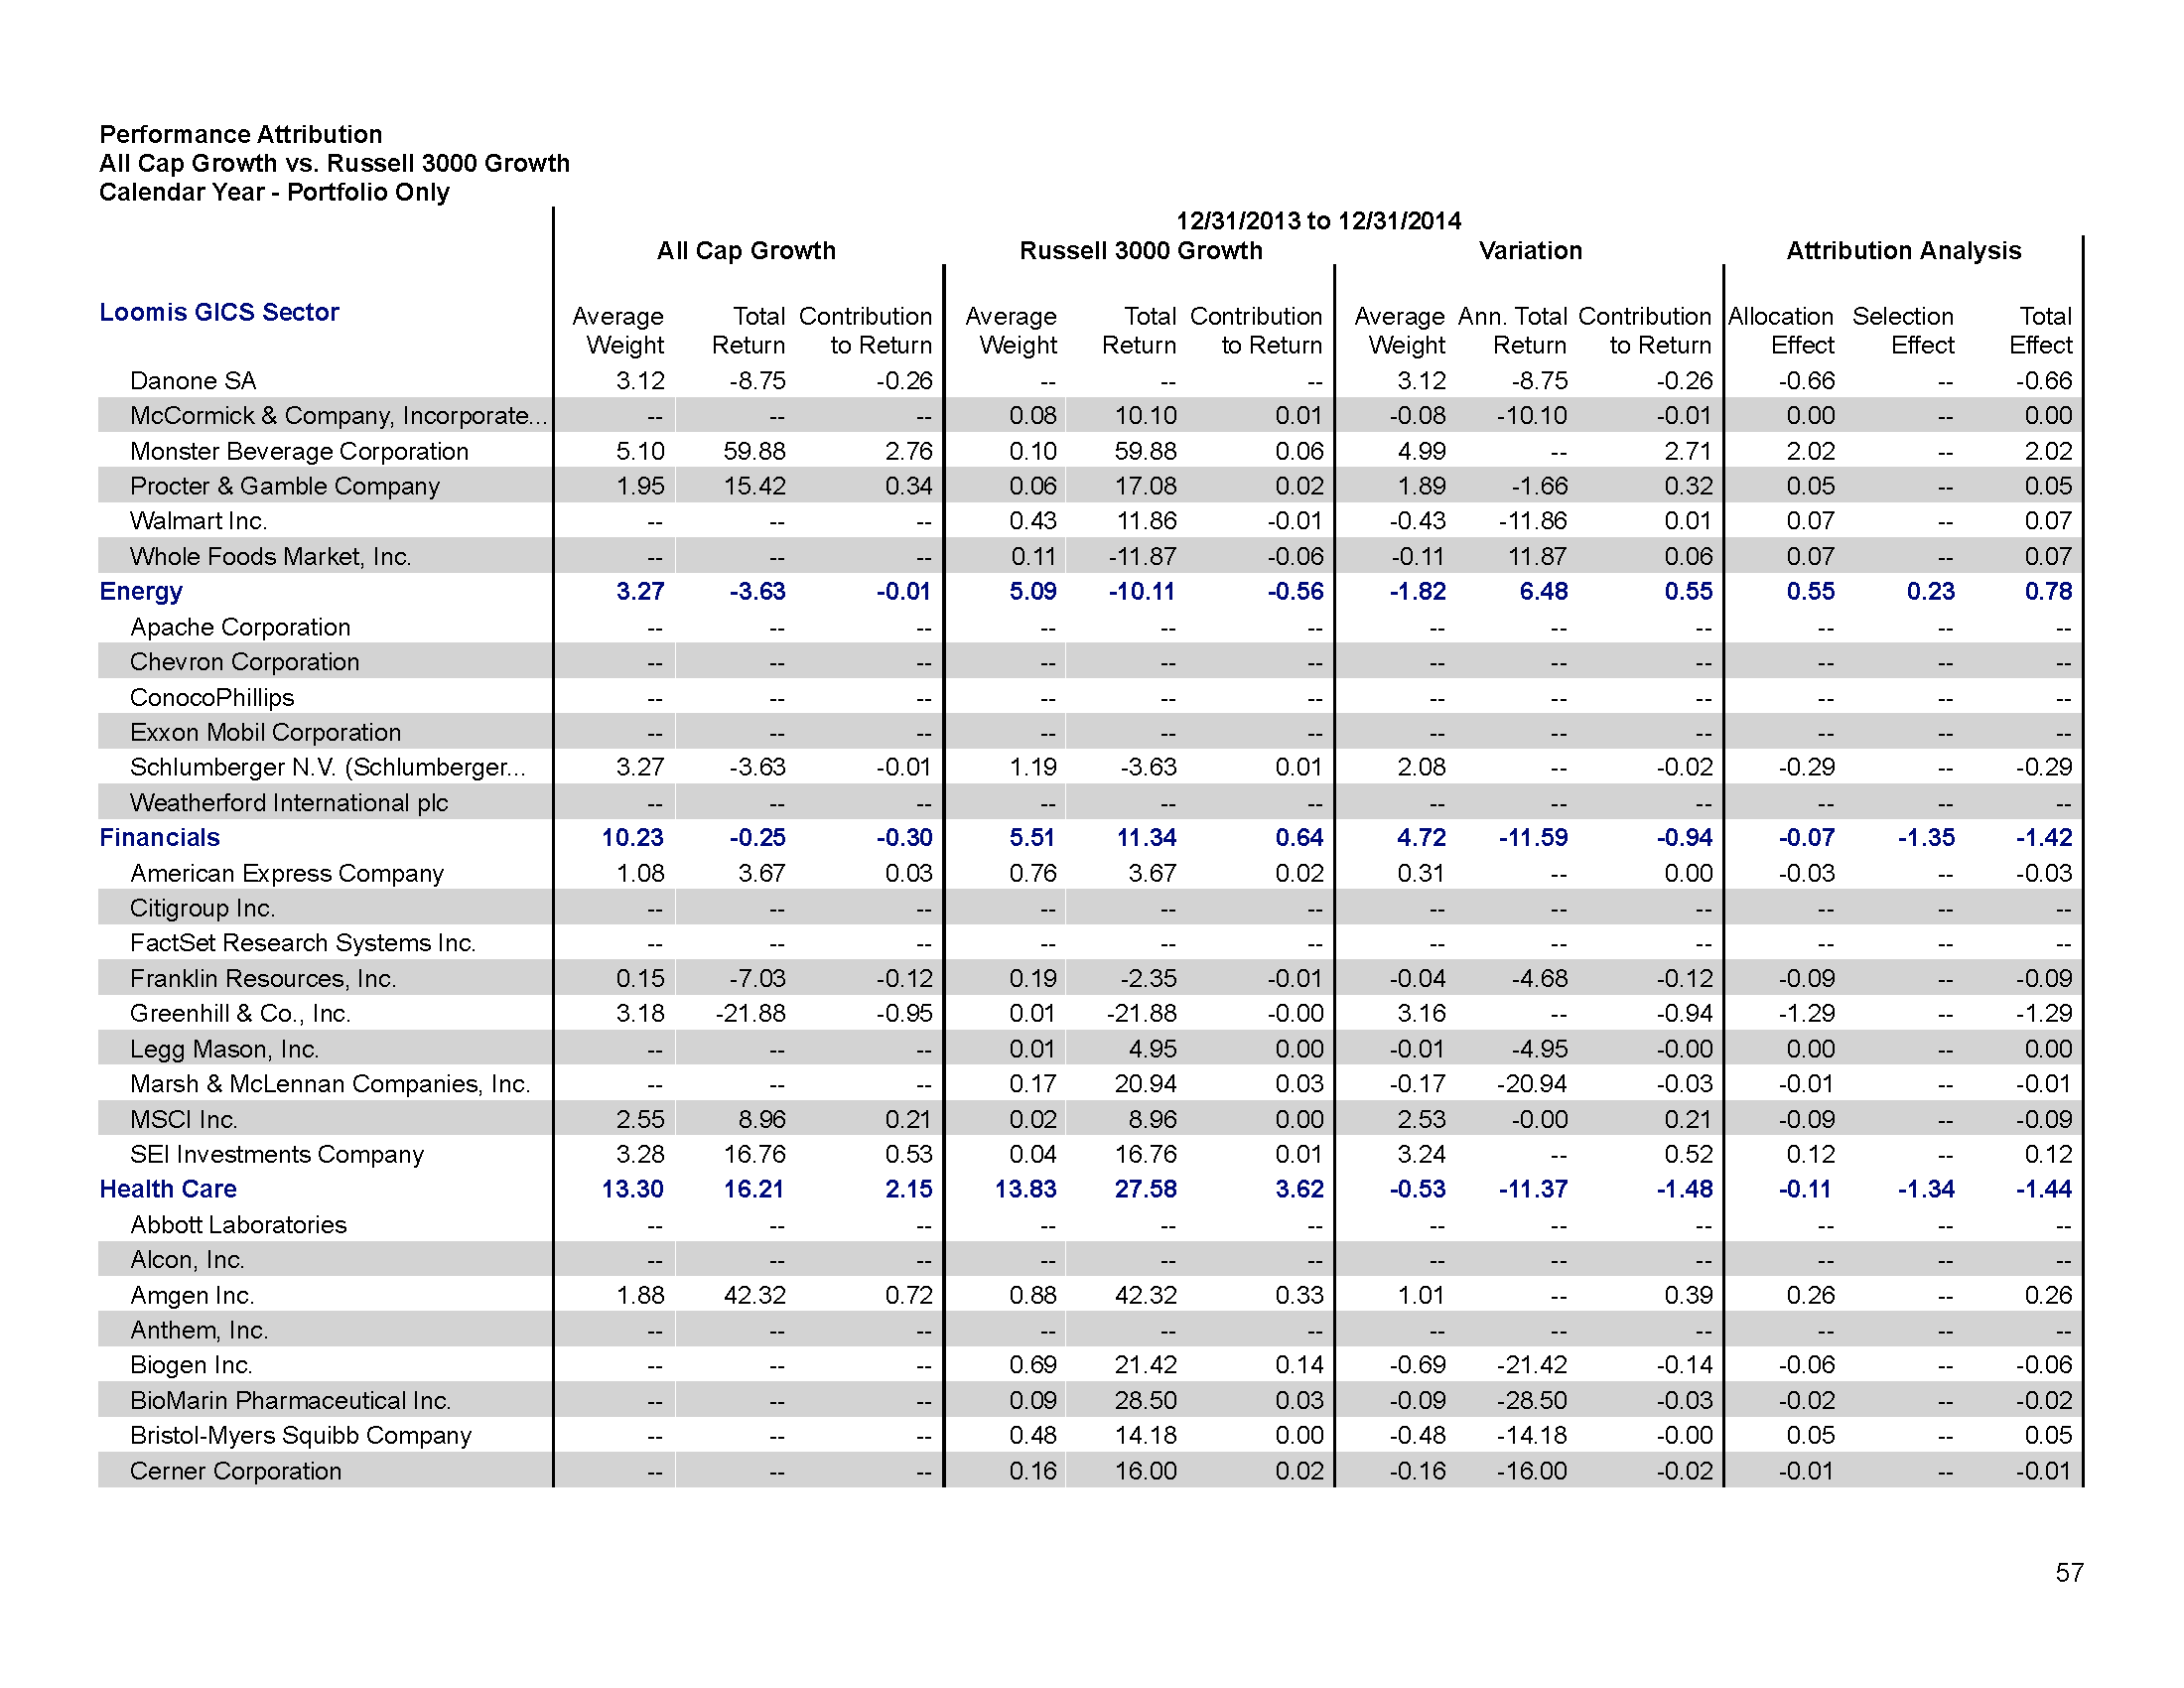 Performance Attribution
All Cap Growth vs. Russell 3000 Growth
Calendar Year - Portfolio Only
12/31/2013 to 12/31/2014
All Cap Growth Russell 3000 Growth Variation Attribution Analysis
Loomis GICS Sector Average Total Contribution Average Total Contribution Average Ann. Total Contribution Allocation Selection Total
Weight Return to Return Weight Return to Return Weight Return to Return Effect Effect Effect
Danone SA 3.12 -8.75 -0.26 -- -- -- 3.12 -8.75 -0.26 -0.66 -- -0.66
McCormick & Company, Incorporate... -- -- -- 0.08 10.10 0.01 -0.08 -10.10 -0.01 0.00 -- 0.00
Monster Beverage Corporation 5.10 59.88 2.76 0.10 59.88 0.06 4.99 -- 2.71 2.02 -- 2.02
Procter & Gamble Company 1.95 15.42 0.34 0.06 17.08 0.02 1.89 -1.66 0.32 0.05 -- 0.05
Walmart Inc. -- -- -- 0.43 11.86 -0.01 -0.43 -11.86 0.01 0.07 -- 0.07
Whole Foods Market, Inc. -- -- -- 0.11 -11.87 -0.06 -0.11 11.87 0.06 0.07 -- 0.07
Energy 3.27 -3.63 -0.01 5.09 -10.11 -0.56 -1.82 6.48 0.55 0.55 0.23 0.78
Apache Corporation -- -- -- -- -- -- -- -- -- -- -- --
Chevron Corporation -- -- -- -- -- -- -- -- -- -- -- --
ConocoPhillips -- -- -- -- -- -- -- -- -- -- -- --
Exxon Mobil Corporation -- -- -- -- -- -- -- -- -- -- -- --
Schlumberger N.V. (Schlumberger... 3.27 -3.63 -0.01 1.19 -3.63 0.01 2.08 -- -0.02 -0.29 -- -0.29
Weatherford International plc -- -- -- -- -- -- -- -- -- -- -- --
Financials 10.23 -0.25 -0.30 5.51 11.34 0.64 4.72 -11.59 -0.94 -0.07 -1.35 -1.42
American Express Company 1.08 3.67 0.03 0.76 3.67 0.02 0.31 -- 0.00 -0.03 -- -0.03
Citigroup Inc. -- -- -- -- -- -- -- -- -- -- -- --
FactSet Research Systems Inc. -- -- -- -- -- -- -- -- -- -- -- --
Franklin Resources, Inc. 0.15 -7.03 -0.12 0.19 -2.35 -0.01 -0.04 -4.68 -0.12 -0.09 -- -0.09
Greenhill & Co., Inc. 3.18 -21.88 -0.95 0.01 -21.88 -0.00 3.16 -- -0.94 -1.29 -- -1.29
Legg Mason, Inc. -- -- -- 0.01 4.95 0.00 -0.01 -4.95 -0.00 0.00 -- 0.00
Marsh & McLennan Companies, Inc. -- -- -- 0.17 20.94 0.03 -0.17 -20.94 -0.03 -0.01 -- -0.01
MSCI Inc. 2.55 8.96 0.21 0.02 8.96 0.00 2.53 -0.00 0.21 -0.09 -- -0.09
SEI Investments Company 3.28 16.76 0.53 0.04 16.76 0.01 3.24 -- 0.52 0.12 -- 0.12
Health Care 13.30 16.21 2.15 13.83 27.58 3.62 -0.53 -11.37 -1.48 -0.11 -1.34 -1.44
Abbott Laboratories -- -- -- -- -- -- -- -- -- -- -- --
Alcon, Inc. -- -- -- -- -- -- -- -- -- -- -- --
Amgen Inc. 1.88 42.32 0.72 0.88 42.32 0.33 1.01 -- 0.39 0.26 -- 0.26
Anthem, Inc. -- -- -- -- -- -- -- -- -- -- -- --
Biogen Inc. -- -- -- 0.69 21.42 0.14 -0.69 -21.42 -0.14 -0.06 -- -0.06
BioMarin Pharmaceutical Inc. -- -- -- 0.09 28.50 0.03 -0.09 -28.50 -0.03 -0.02 -- -0.02
Bristol-Myers Squibb Company -- -- -- 0.48 14.18 0.00 -0.48 -14.18 -0.00 0.05 -- 0.05
Cerner Corporation -- -- -- 0.16 16.00 0.02 -0.16 -16.00 -0.02 -0.01 -- -0.01
57